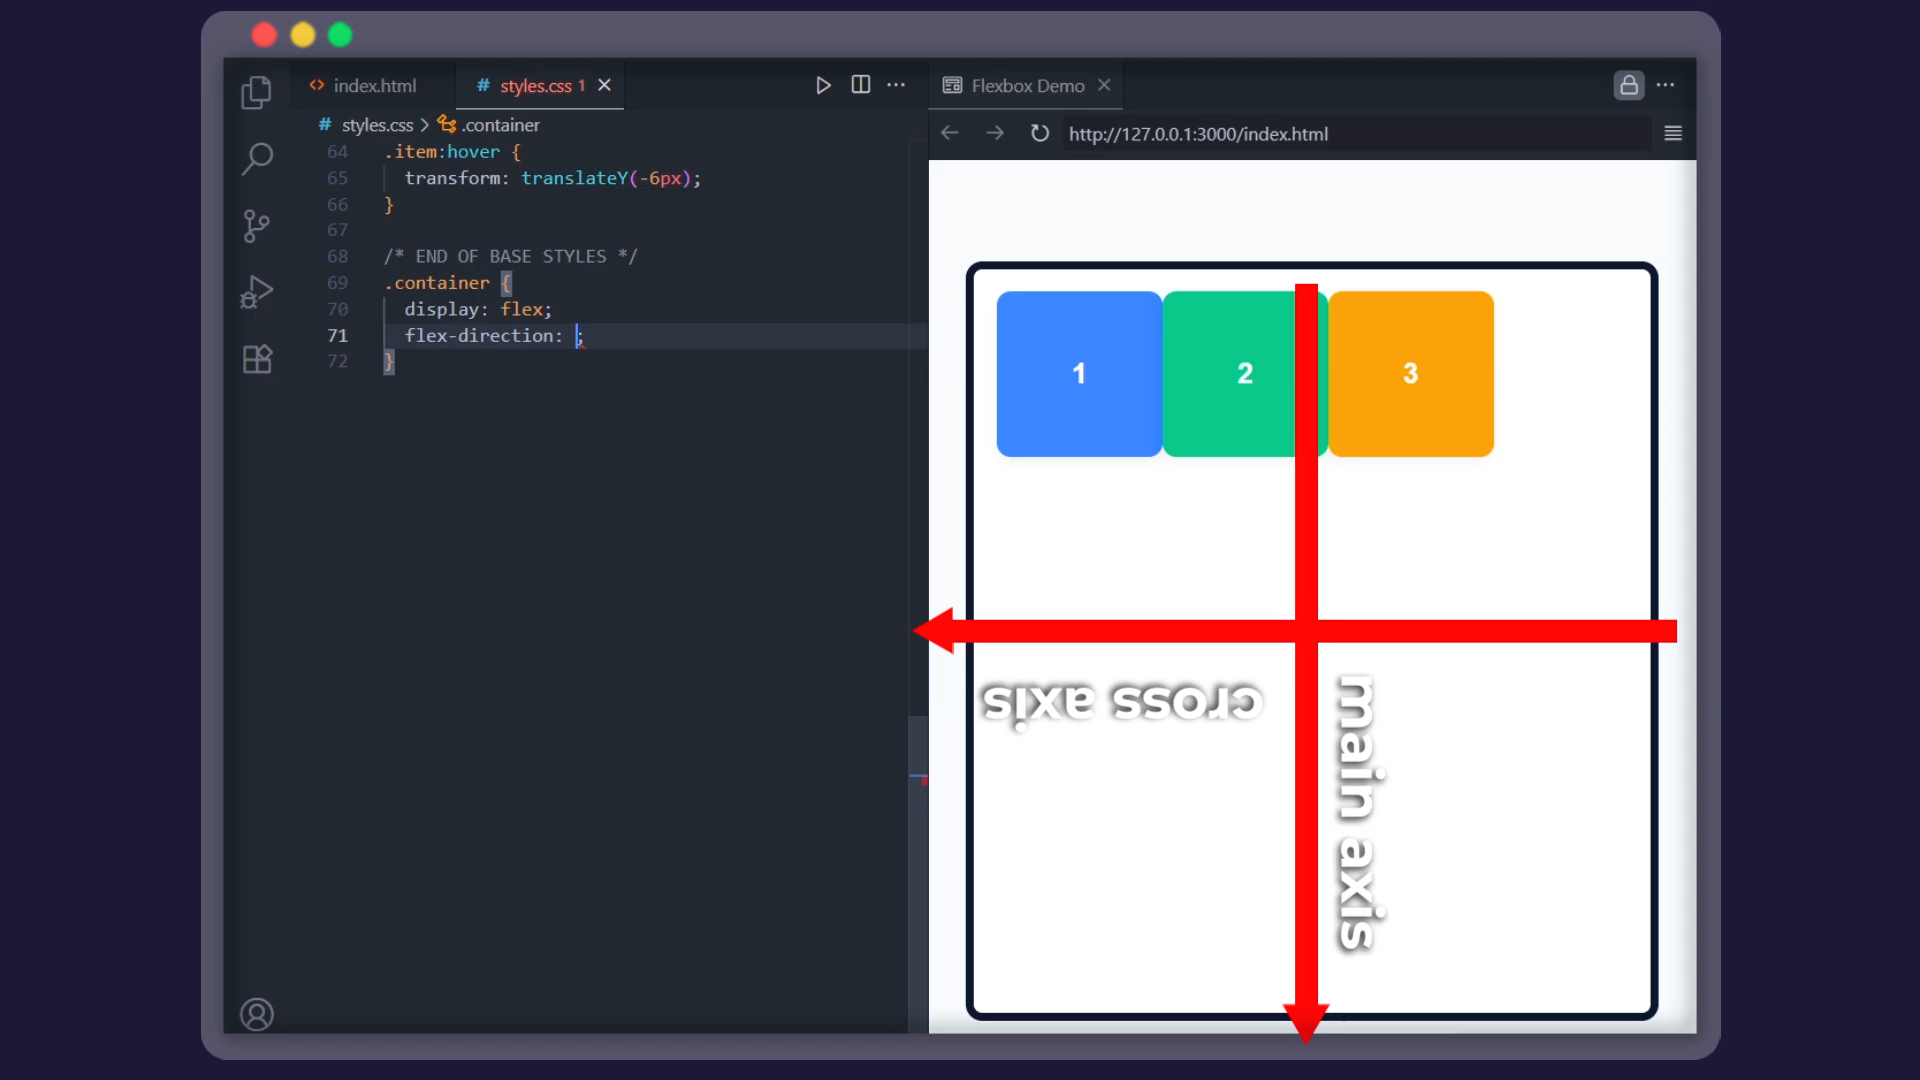 index.html
# styles.css 1
Flexbox Demo
# styles.css > .container
http://127.0.0.1:3000/index.html
64 .item:hover {
65 transform: translateY(-6px);
66 }
67
68 /* END OF BASE STYLES */
69 .container {
70 display: flex;
71 flex-direction: ;
72 }
1 2 3
cross axis
main axis